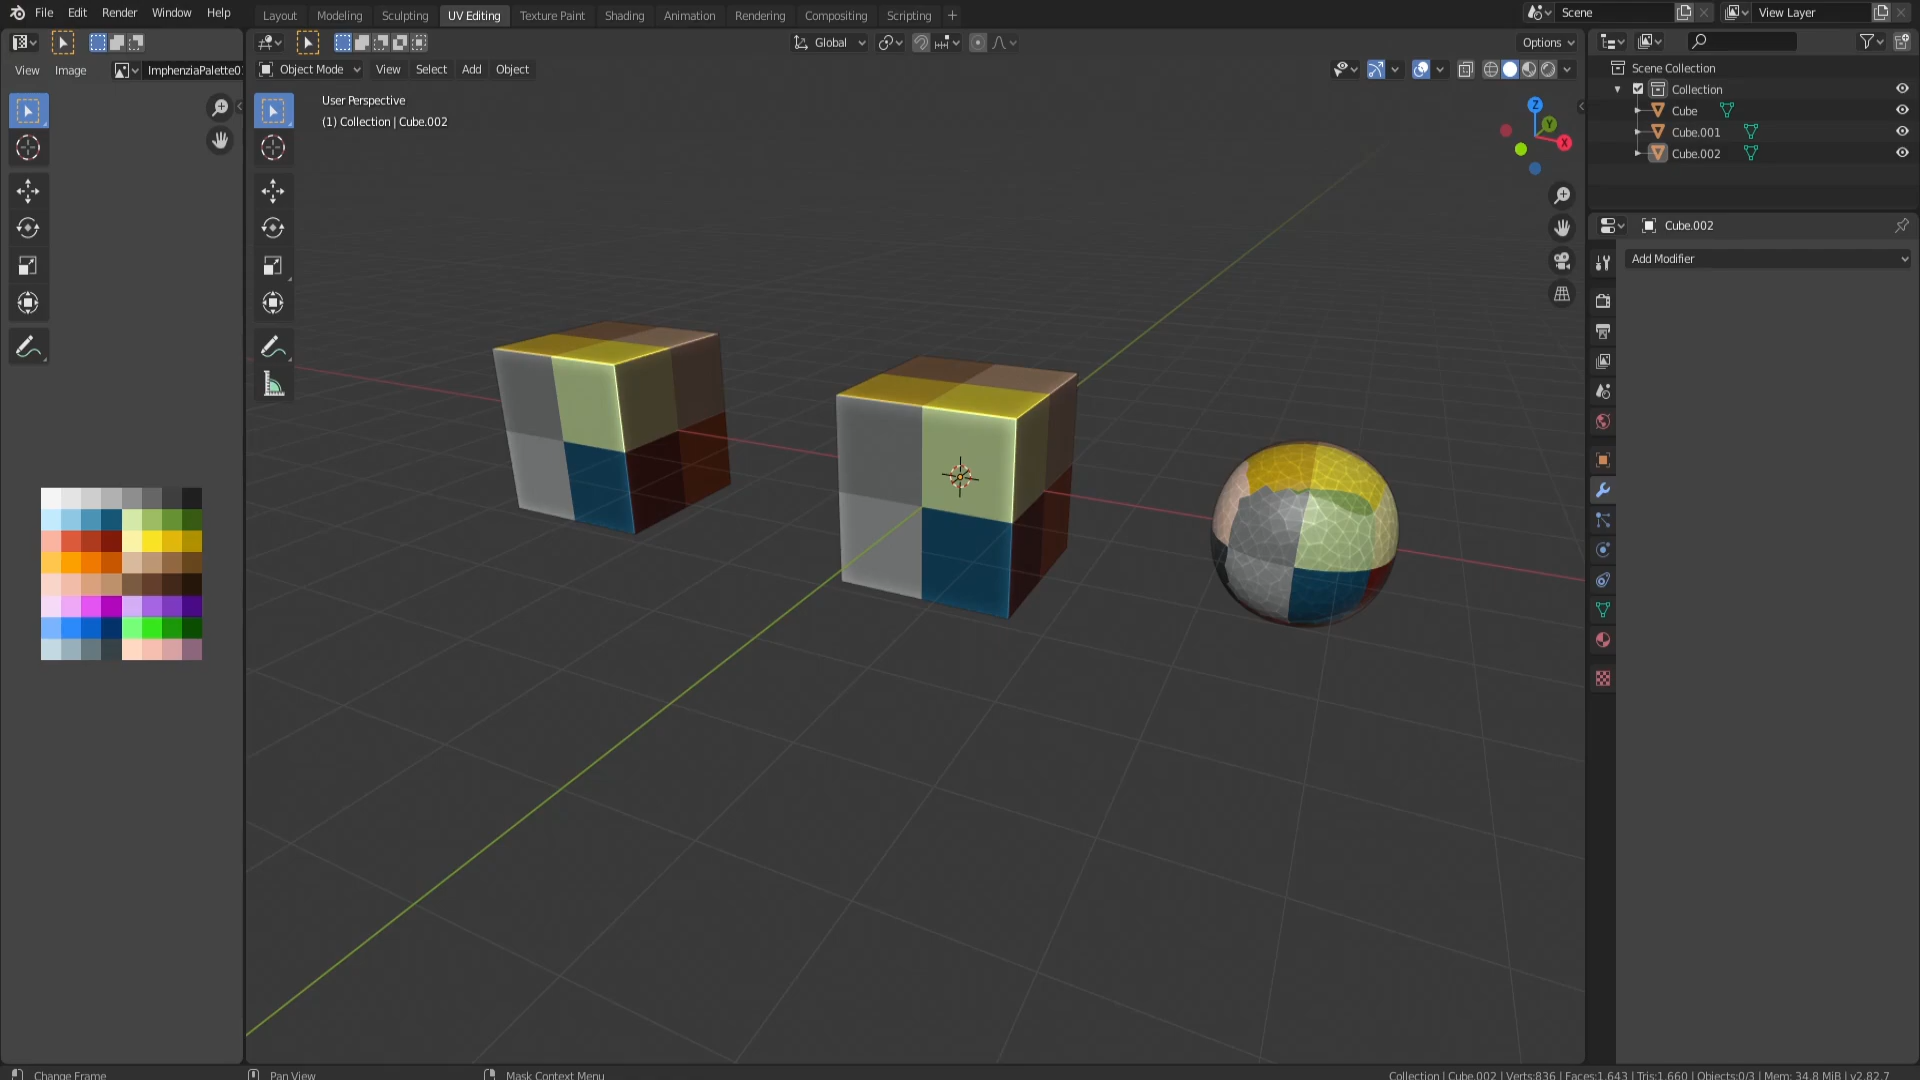 File Edit Render Window Help
Layout Modeling Sculpting UV Editing Texture Paint Shading Animation Rendering Compositing Scripting +
Scene
View Layer
Global
Options
View Image
ImphenziaPalette01
Object Mode View Select Add Object
User Perspective
(1) Collection | Cube.002
Z
Y
X
Scene Collection
Collection
Cube
Cube.001
Cube.002
Cube.002
Add Modifier
Change Frame
Pan View
Mask Context Menu
Collection | Cube.002 | Verts:836 | Faces:1,643 | Tris:1,660 | Objects:0/3 | Mem: 34.8 MiB | v2.82.7